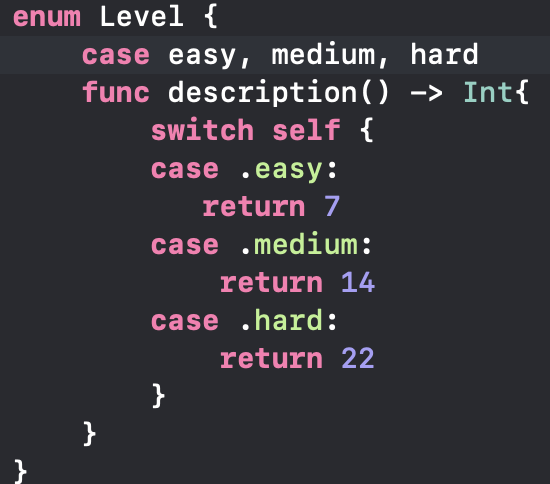 enum Level {
    case easy, medium, hard
    func description() -> Int{
        switch self {
        case .easy:
           return 7
        case .medium:
            return 14
        case .hard:
            return 22
        }
    }
}